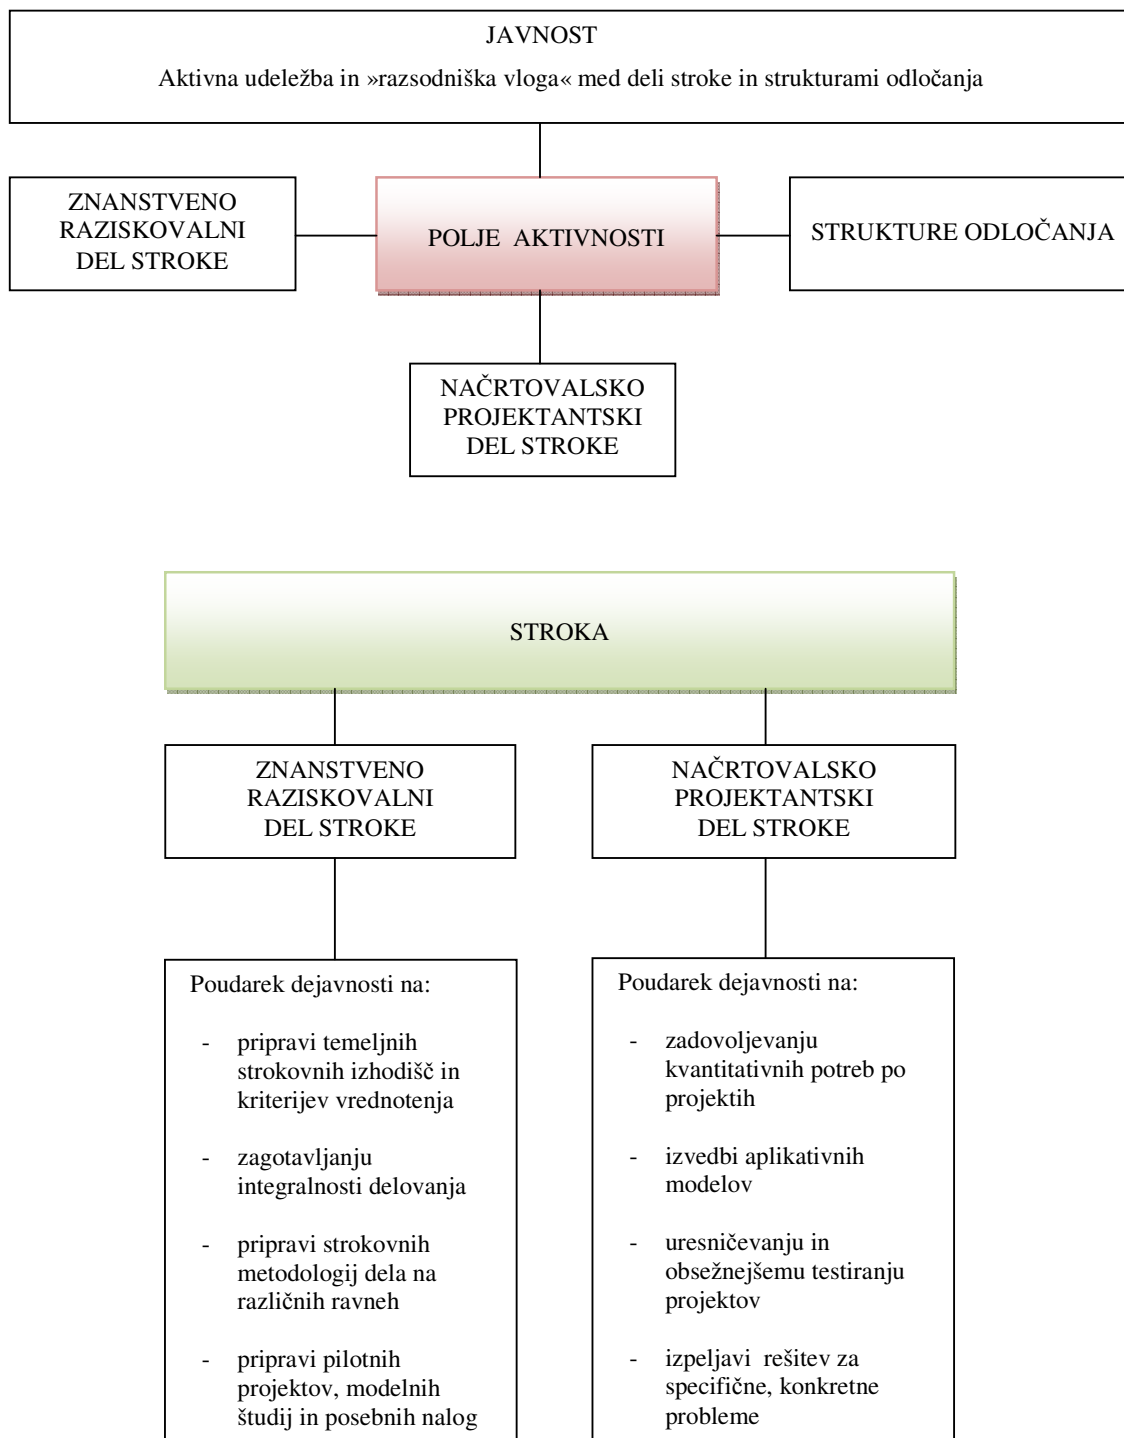 JAVNOST
Aktivna udeležba in »razsodniška vloga« med deli stroke in strukturami odločanja
ZNANSTVENO
RAZISKOVALNI
DEL STROKE
POLJE AKTIVNOSTI
STRUKTURE ODLOČANJA
NAČRTOVALSKO
PROJEKTANTSKI
DEL STROKE
STROKA
ZNANSTVENO
RAZISKOVALNI
DEL STROKE
NAČRTOVALSKO
PROJEKTANTSKI
DEL STROKE
Poudarek dejavnosti na:
- pripravi temeljnih
strokovnih izhodišč in
kriterijev vrednotenja
- zagotavljanju
integralnosti delovanja
- pripravi strokovnih
metodologij dela na
različnih ravneh
- pripravi pilotnih
projektov, modelnih
študij in posebnih nalog
Poudarek dejavnosti na:
- zadovoljevanju
kvantitativnih potreb po
projektih
- izvedbi aplikativnih
modelov
- uresničevanju in
obsežnejšemu testiranju
projektov
- izpeljavi rešitev za
specifične, konkretne
probleme